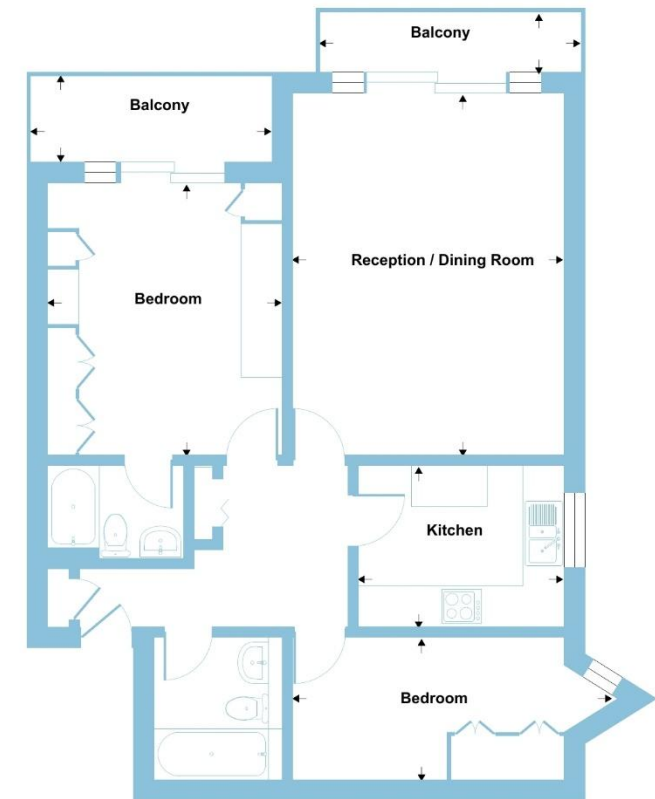 Balcony
Balcony
Reception / Dining Room
Bedroom
Kitchen
Bedroom